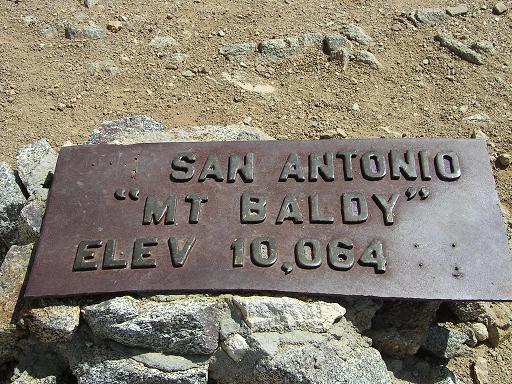 SAN ANTONIO
"MT BALDY"
ELEV 10,064